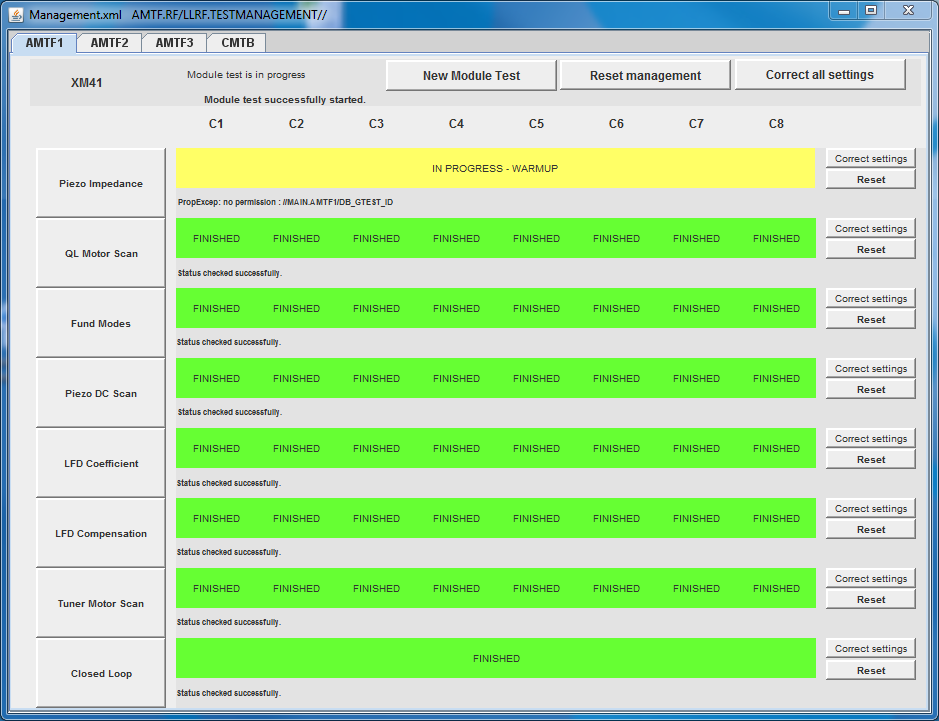 Management.xml AMTF.RF/LLRF.TESTMANAGEMENT//
AMTF1 AMTF2 AMTF3 CMTB
XM41 Module test is in progress New Module Test Reset management Correct all settings
Module test successfully started.
C1 C2 C3 C4 C5 C6 C7 C8
Piezo Impedance IN PROGRESS - WARMUP Correct settings
Reset
PropExcep: no permission : //MAIN.AMTF1/DB_GTEST_ID
QL Motor Scan FINISHED FINISHED FINISHED FINISHED FINISHED FINISHED FINISHED FINISHED Correct settings
Reset
Status checked successfully.
Fund Modes FINISHED FINISHED FINISHED FINISHED FINISHED FINISHED FINISHED FINISHED Correct settings
Reset
Status checked successfully.
Piezo DC Scan FINISHED FINISHED FINISHED FINISHED FINISHED FINISHED FINISHED FINISHED Correct settings
Reset
Status checked successfully.
LFD Coefficient FINISHED FINISHED FINISHED FINISHED FINISHED FINISHED FINISHED FINISHED Correct settings
Reset
Status checked successfully.
LFD Compensation FINISHED FINISHED FINISHED FINISHED FINISHED FINISHED FINISHED FINISHED Correct settings
Reset
Status checked successfully.
Tuner Motor Scan FINISHED FINISHED FINISHED FINISHED FINISHED FINISHED FINISHED FINISHED Correct settings
Reset
Status checked successfully.
Closed Loop FINISHED Correct settings
Reset
Status checked successfully.